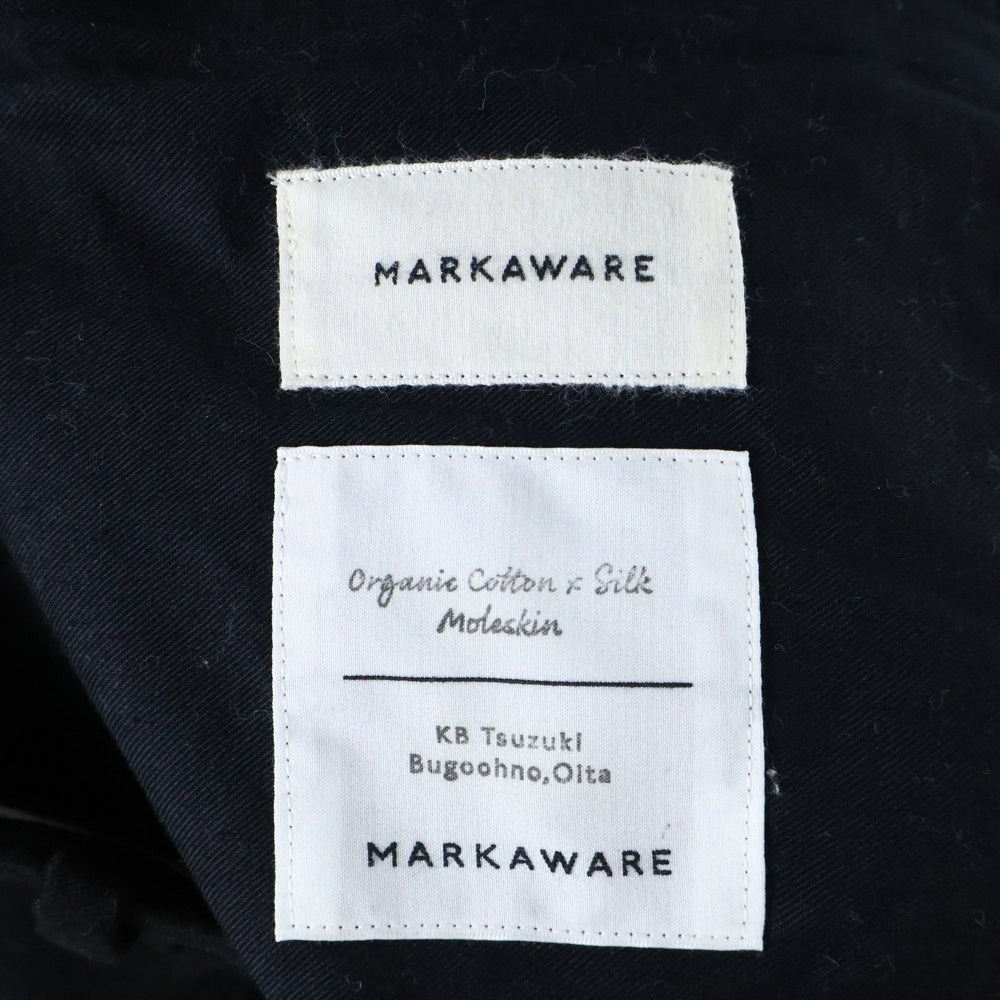 MARKAWARE
Organic Cotton x Silk
Moleskin
KB Tsuzuki
Bugoohno,Oita
MARKAWARE